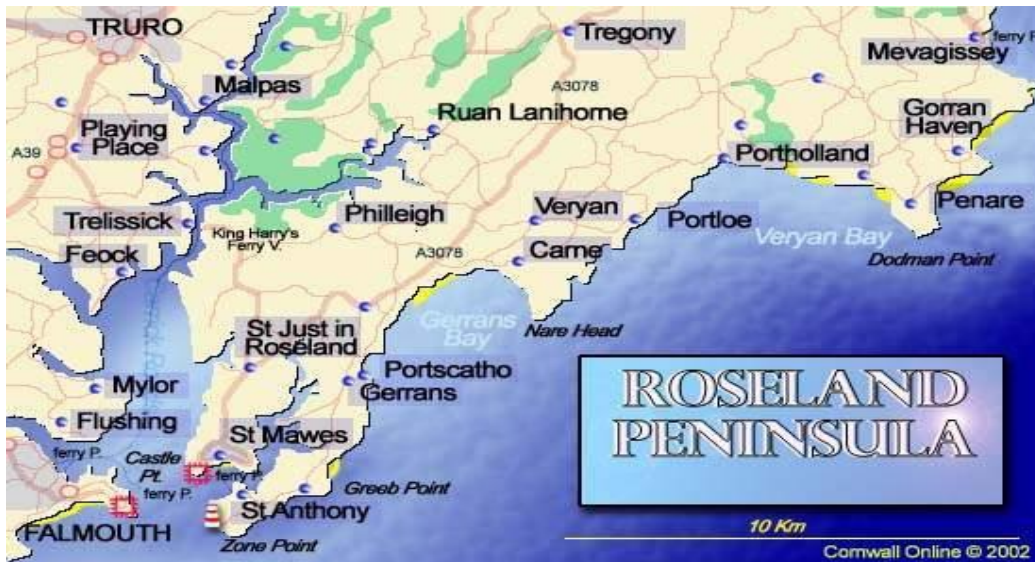 TRURO
Tregony
Mevagissey
ferry P.
Malpas
A3078
Ruan Lanihorne
Gorran
Haven
Playing
Place
A39
Portholland
Trelissick
King Harry's
Ferry V.
Philleigh
Veryan
Portloe
Penare
Feock
A3078
Carne
Veryan Bay
Dodman Point
Gerrans
Bay
Nare Head
St Just in
Roseland
Portscatho
Gerrans
Mylor
Flushing
St Mawes
ferry P.
Castle
Pt.
ferry P.
ferry P.
Greeb Point
St Anthony
FALMOUTH
Zone Point
ROSELAND
PENINSULA
10 Km
Cornwall Online © 2002